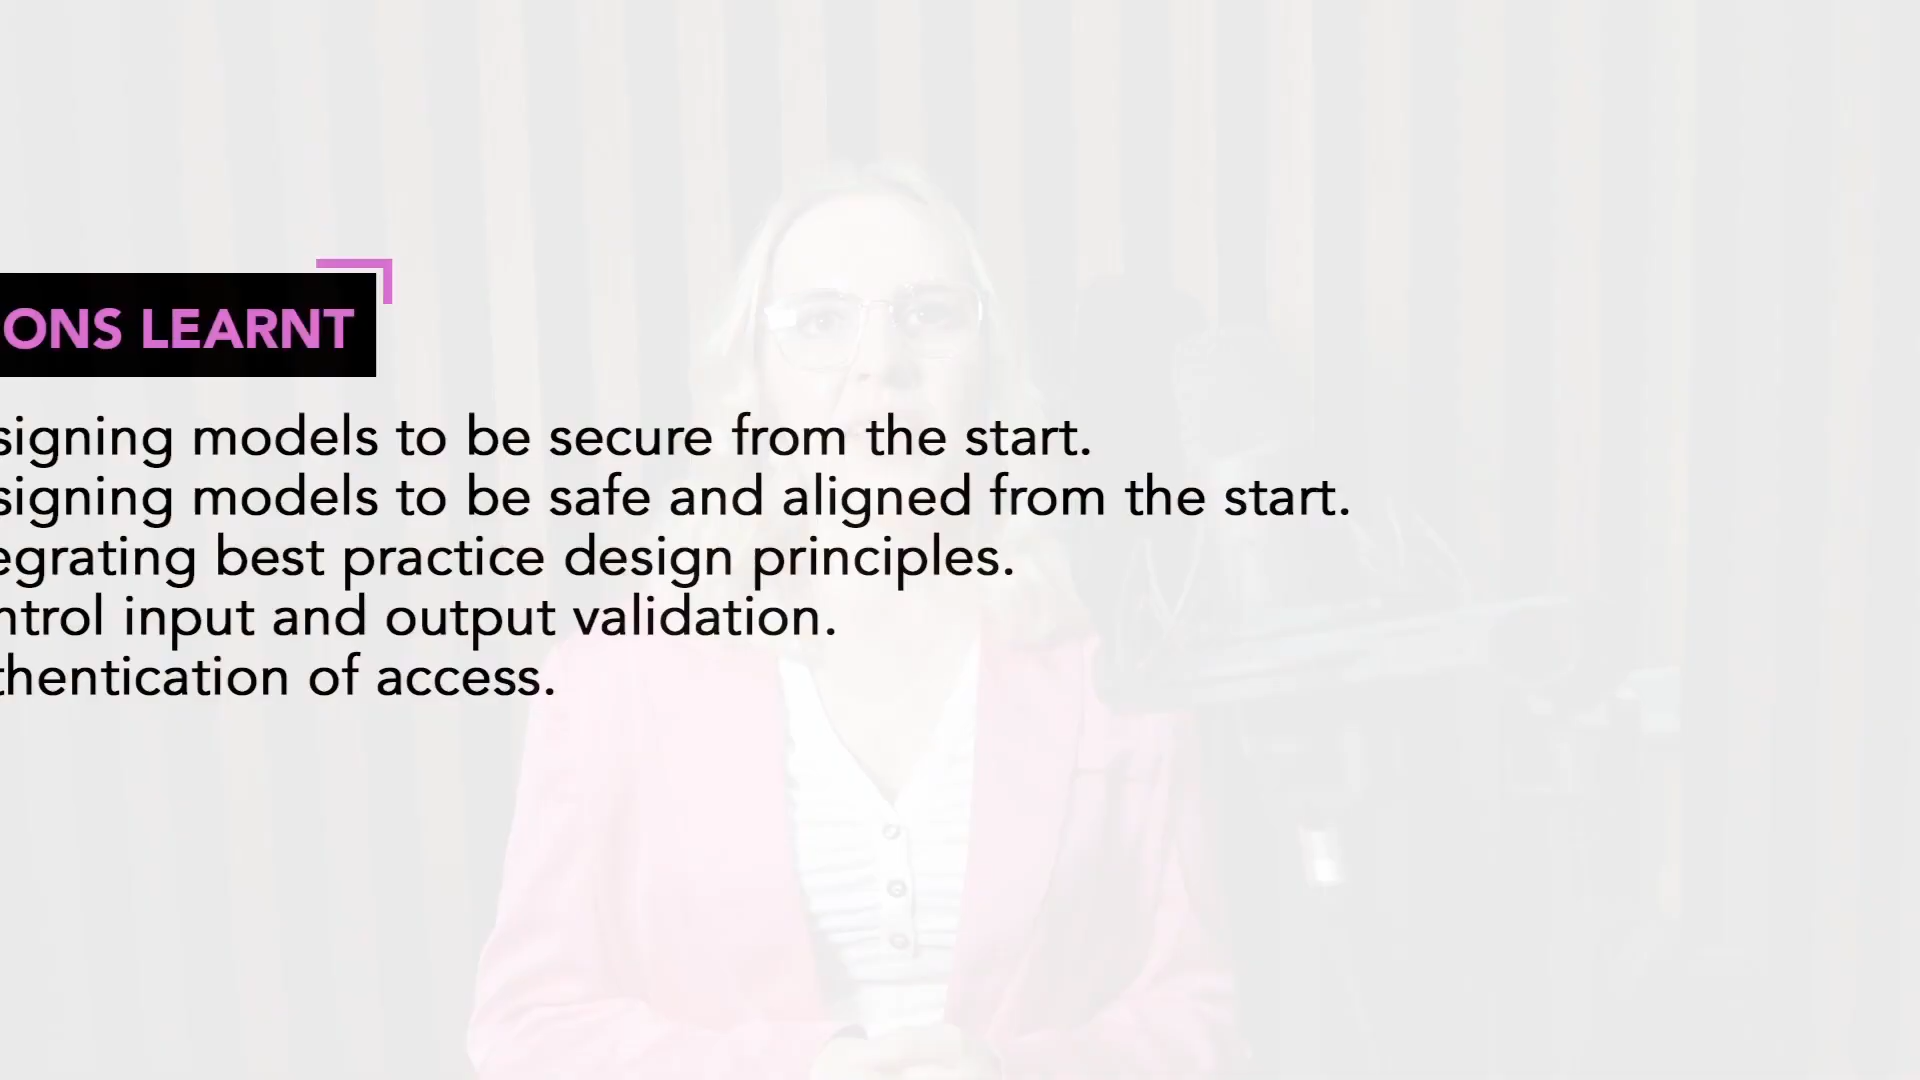 ONS LEARNT
signing models to be secure from the start.
signing models to be safe and aligned from the start.
egrating best practice design principles.
ntrol input and output validation.
thentication of access.